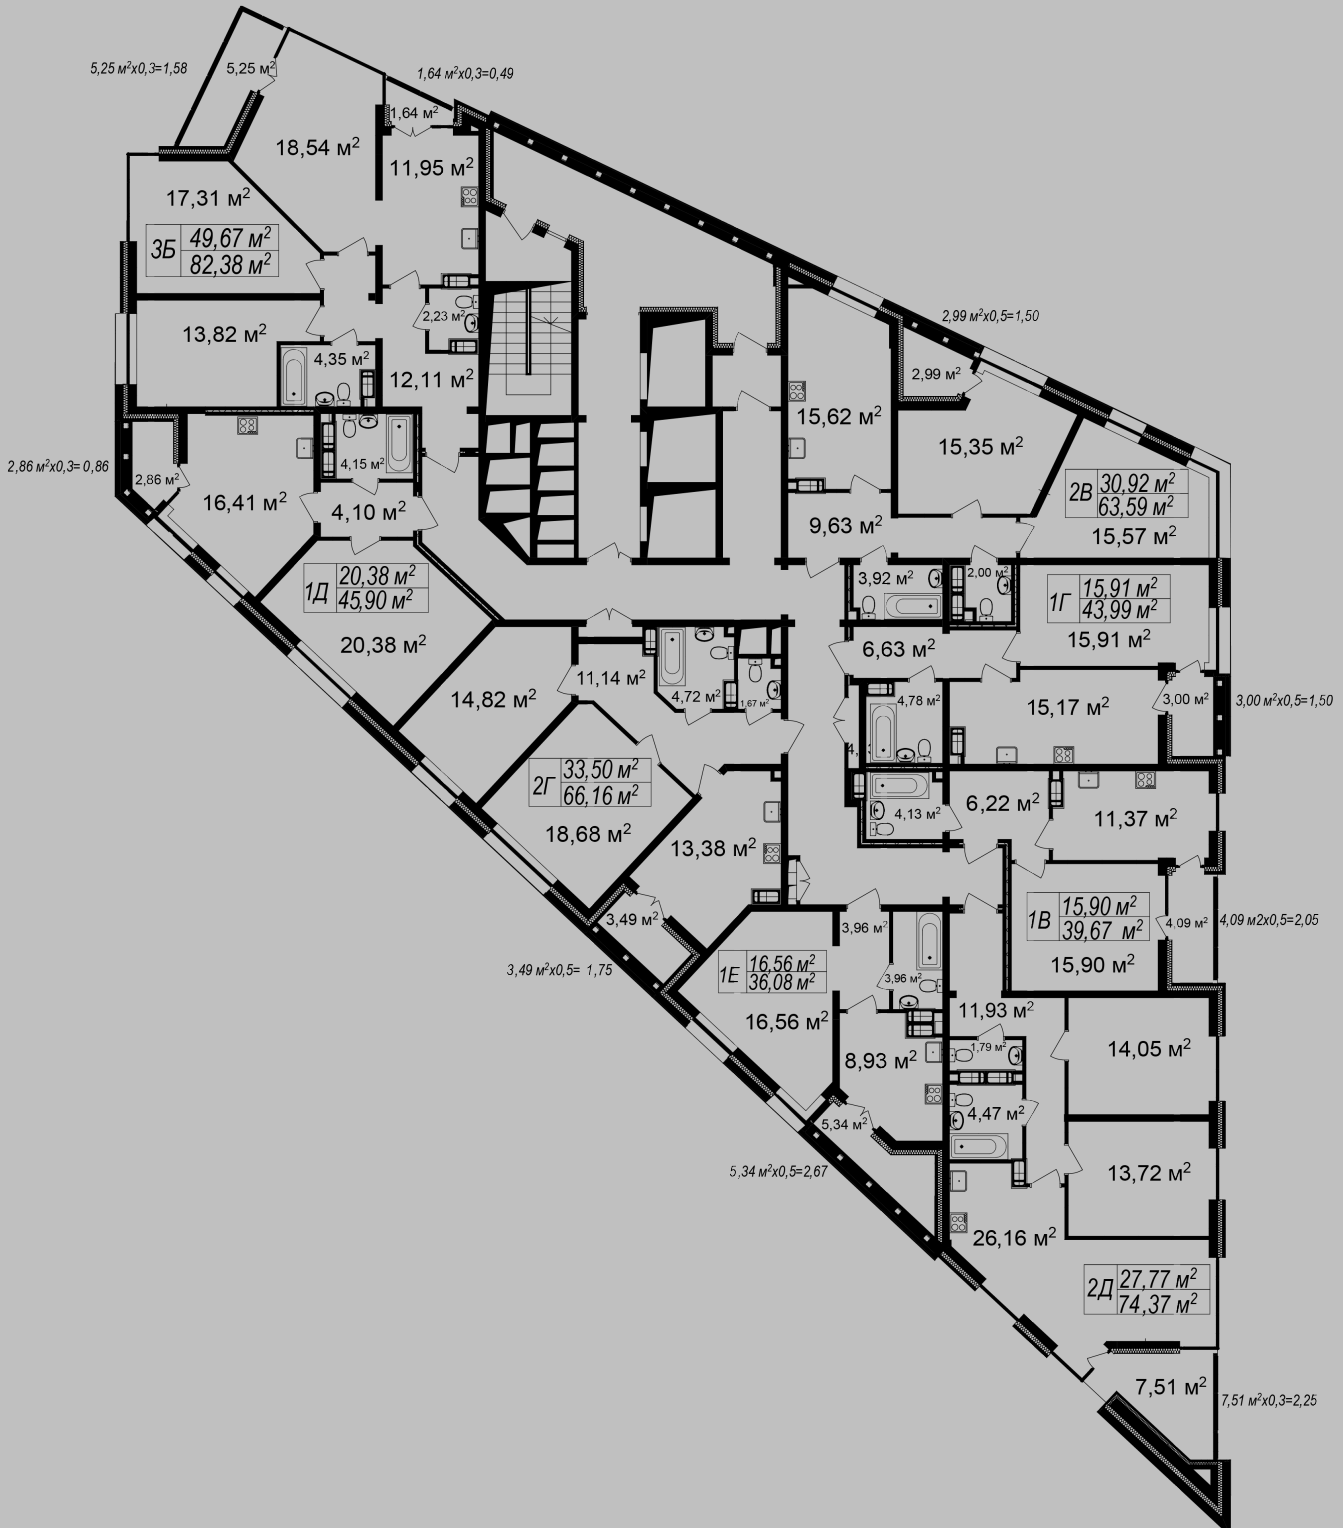 5,25 м²х0,3=1,58
5,25 м²
1,64 м²х0,3=0,49
1,64 м²
18,54 м²
11,95 м²
17,31 м²
3Б
49,67 м²
82,38 м²
2,23 м²
13,82 м²
4,35 м²
12,11 м²
2,99 м²х0,5=1,50
2,99 м²
15,62 м²
15,35 м²
2,86 м²х0,3= 0,86
2,86 м²
4,15 м²
16,41 м²
4,10 м²
2В
30,92 м²
63,59 м²
9,63 м²
15,57 м²
1Д
20,38 м²
45,90 м²
3,92 м²
2,00 м²
1Г
15,91 м²
43,99 м²
20,38 м²
6,63 м²
15,91 м²
14,82 м²
11,14 м²
4,72 м²
1,67 м²
4,78 м²
15,17 м²
3,00 м²
3,00 м²х0,5=1,50
4,
2Г
33,50 м²
66,16 м²
18,68 м²
13,38 м²
4,13 м²
6,22 м²
11,37 м²
3,49 м²
3,49 м²х0,5= 1,75
3,96 м²
1В
15,90 м²
39,67 м²
4,09 м²
4,09 м2х0,5=2,05
15,90 м²
1Е
16,56 м²
36,08 м²
3,96 м²
16,56 м²
11,93 м²
8,93 м²
1,79 м²
14,05 м²
5,34 м²
4,47 м²
5,34 м²х0,5=2,67
13,72 м²
26,16 м²
2Д
27,77 м²
74,37 м²
7,51 м²
7,51 м²х0,3=2,25